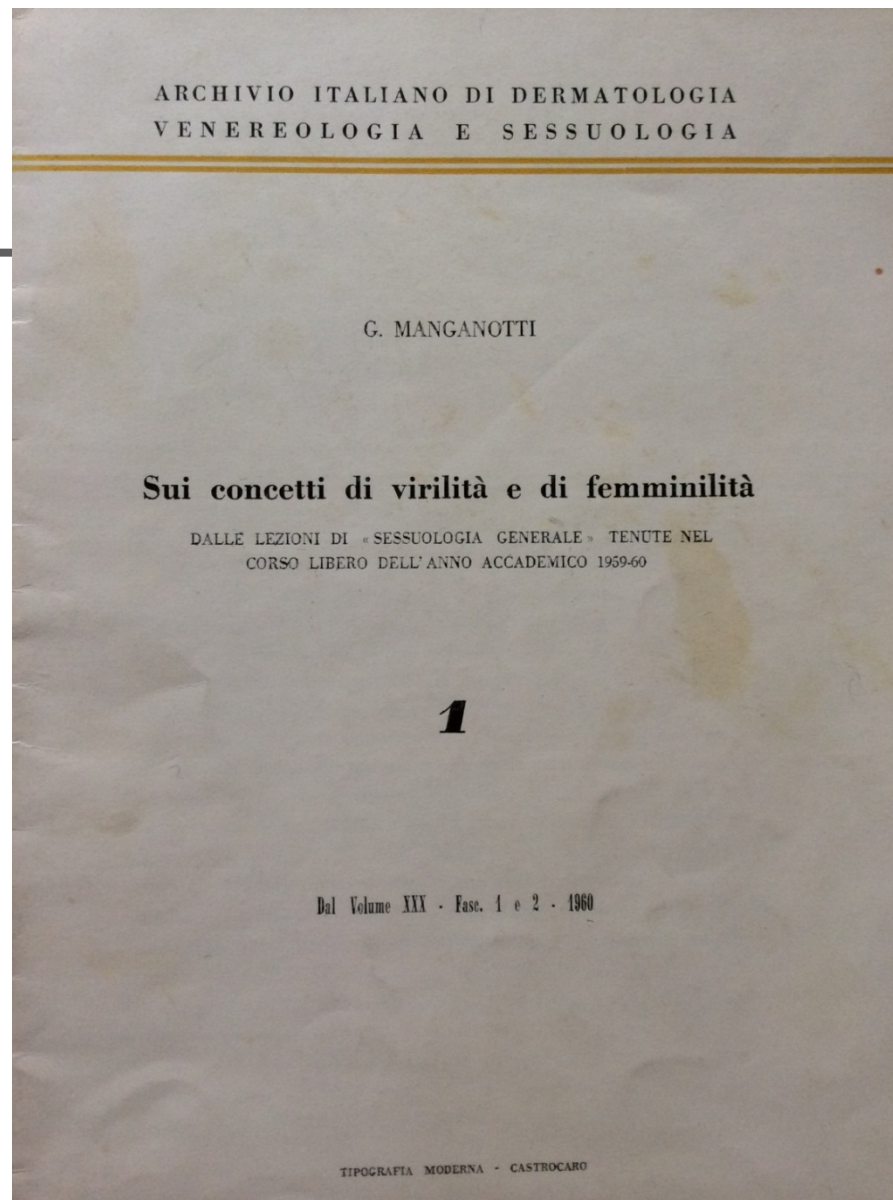 ARCHIVIO ITALIANO DI DERMATOLOGIA
VENEREOLOGIA E SESSUOLOGIA
G. MANGANOTTI
Sui concetti di virilità e di femminilità
DALLE LEZIONI DI «SESSUOLOGIA GENERALE» TENUTE NEL
CORSO LIBERO DELL'ANNO ACCADEMICO 1959-60
1
Dal Volume XXX - Fasc. 1 e 2 - 1960
TIPOGRAFIA MODERNA - CASTROCARO